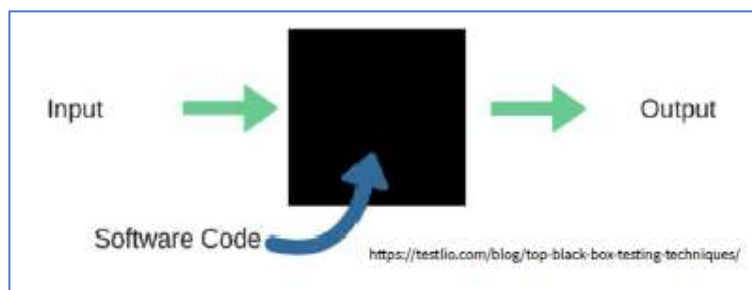 Input
Output
Software Code
https://testlio.com/blog/top-black-box-testing-techniques/